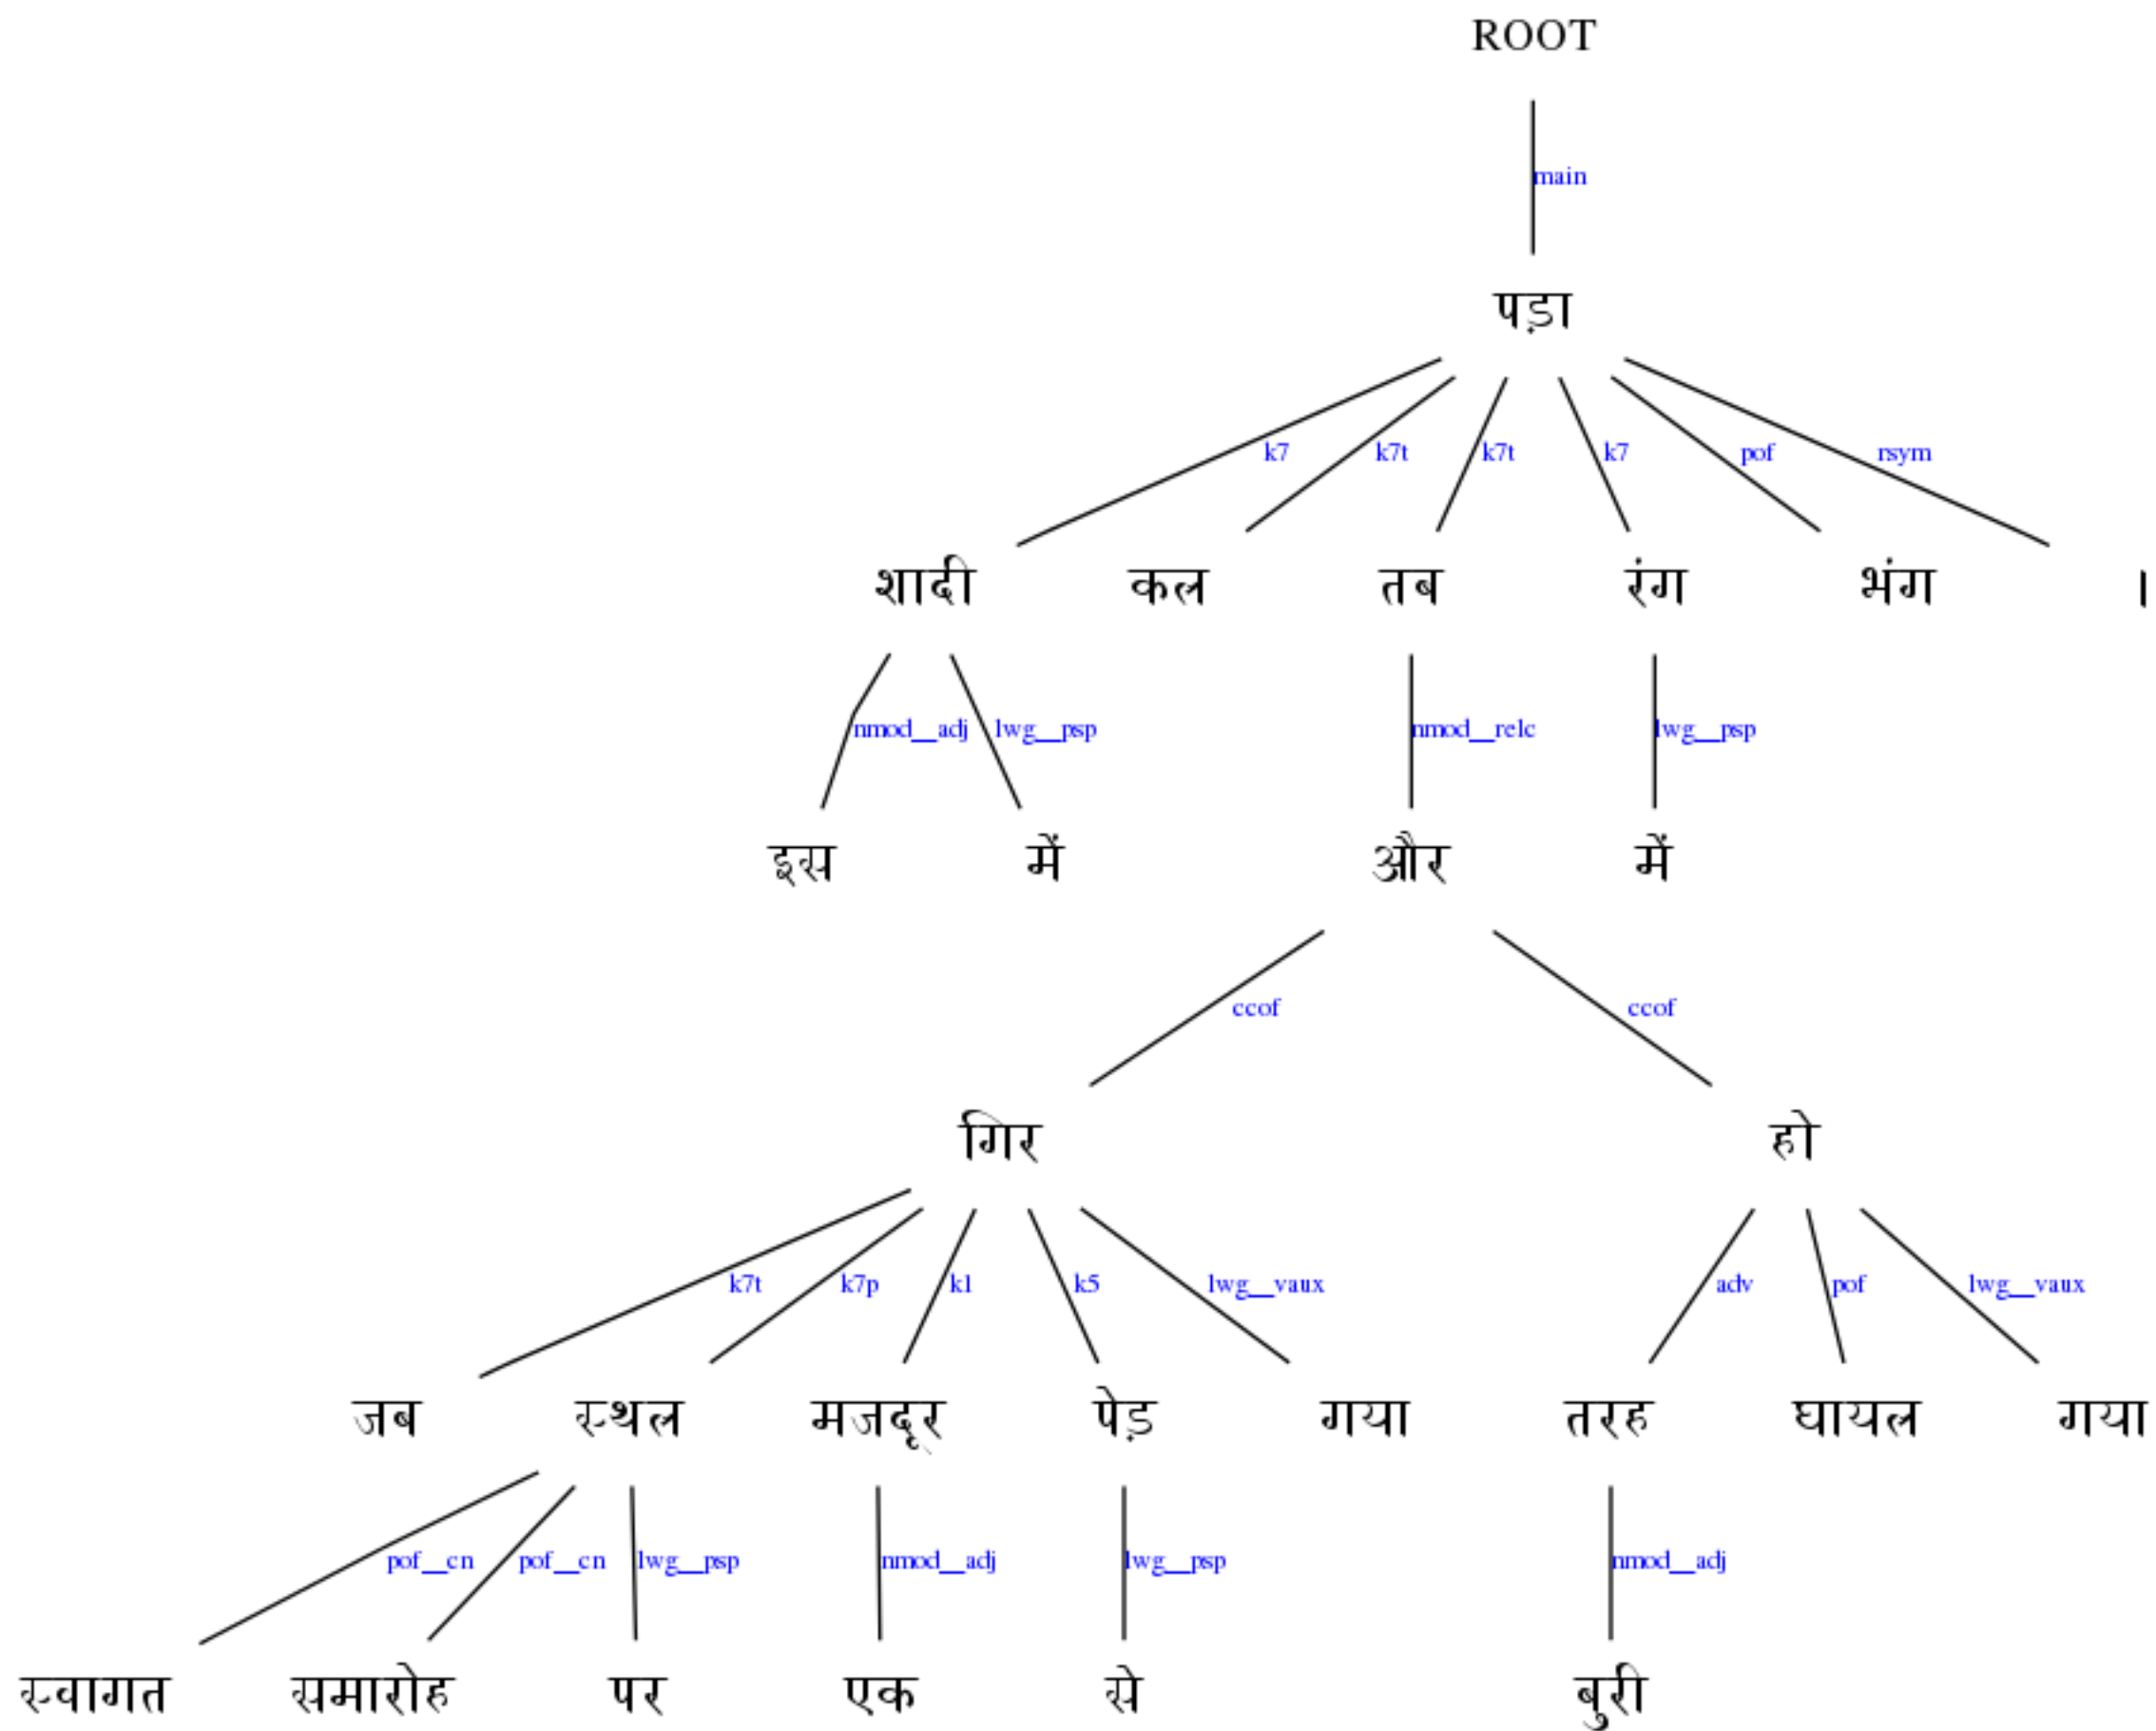 ROOT
main
पड़ा
k7 k7t k7t k7 pof rsym
शादी कल तब रंग भंग ।
nmod__adj lwg__psp nmod__relc lwg__psp
इस में और में
ccof ccof
गिर हो
k7t k7p k1 k5 lwg__vaux adv pof lwg__vaux
जब स्थल मजदूर पेड़ गया तरह घायल गया
pof__cn pof__cn lwg__psp nmod__adj lwg__psp nmod__adj
स्वागत समारोह पर एक से बुरी